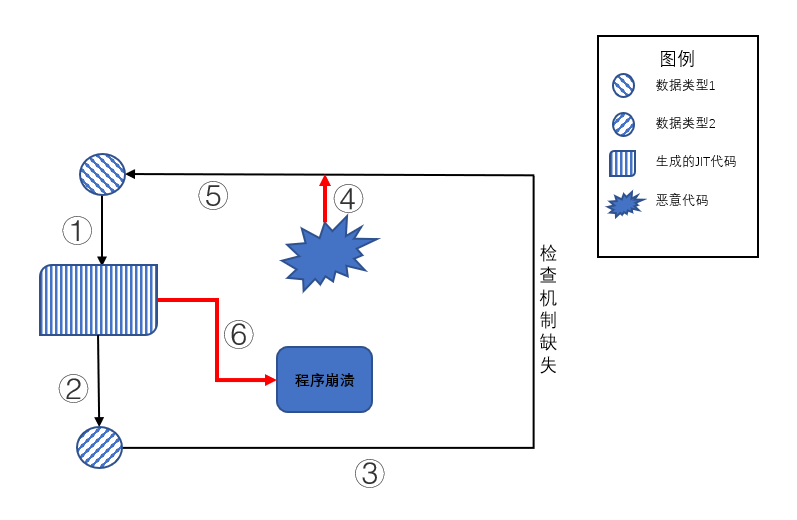 图例
数据类型1
数据类型2
生成的JIT代码
恶意代码
⑤
④
①
检查机制缺失
⑥
程序崩溃
②
③